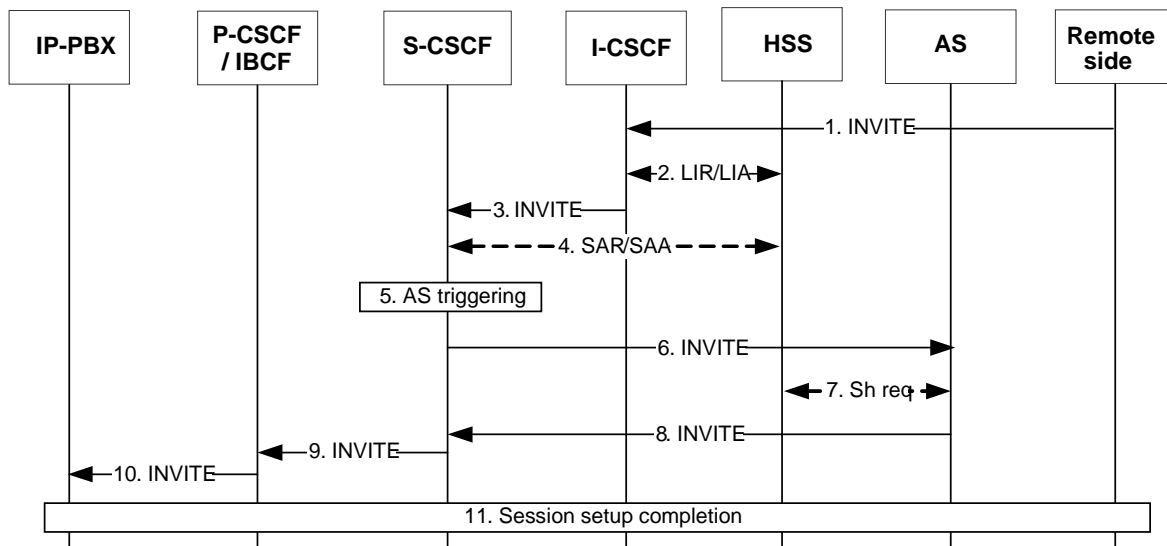 IP-PBX
P-CSCF
/ IBCF
S-CSCF
I-CSCF
HSS
AS
Remote
side
1. INVITE
2. LIR/LIA
3. INVITE
4. SAR/SAA
5. AS triggering
6. INVITE
7. Sh req
8. INVITE
9. INVITE
10. INVITE
11. Session setup completion